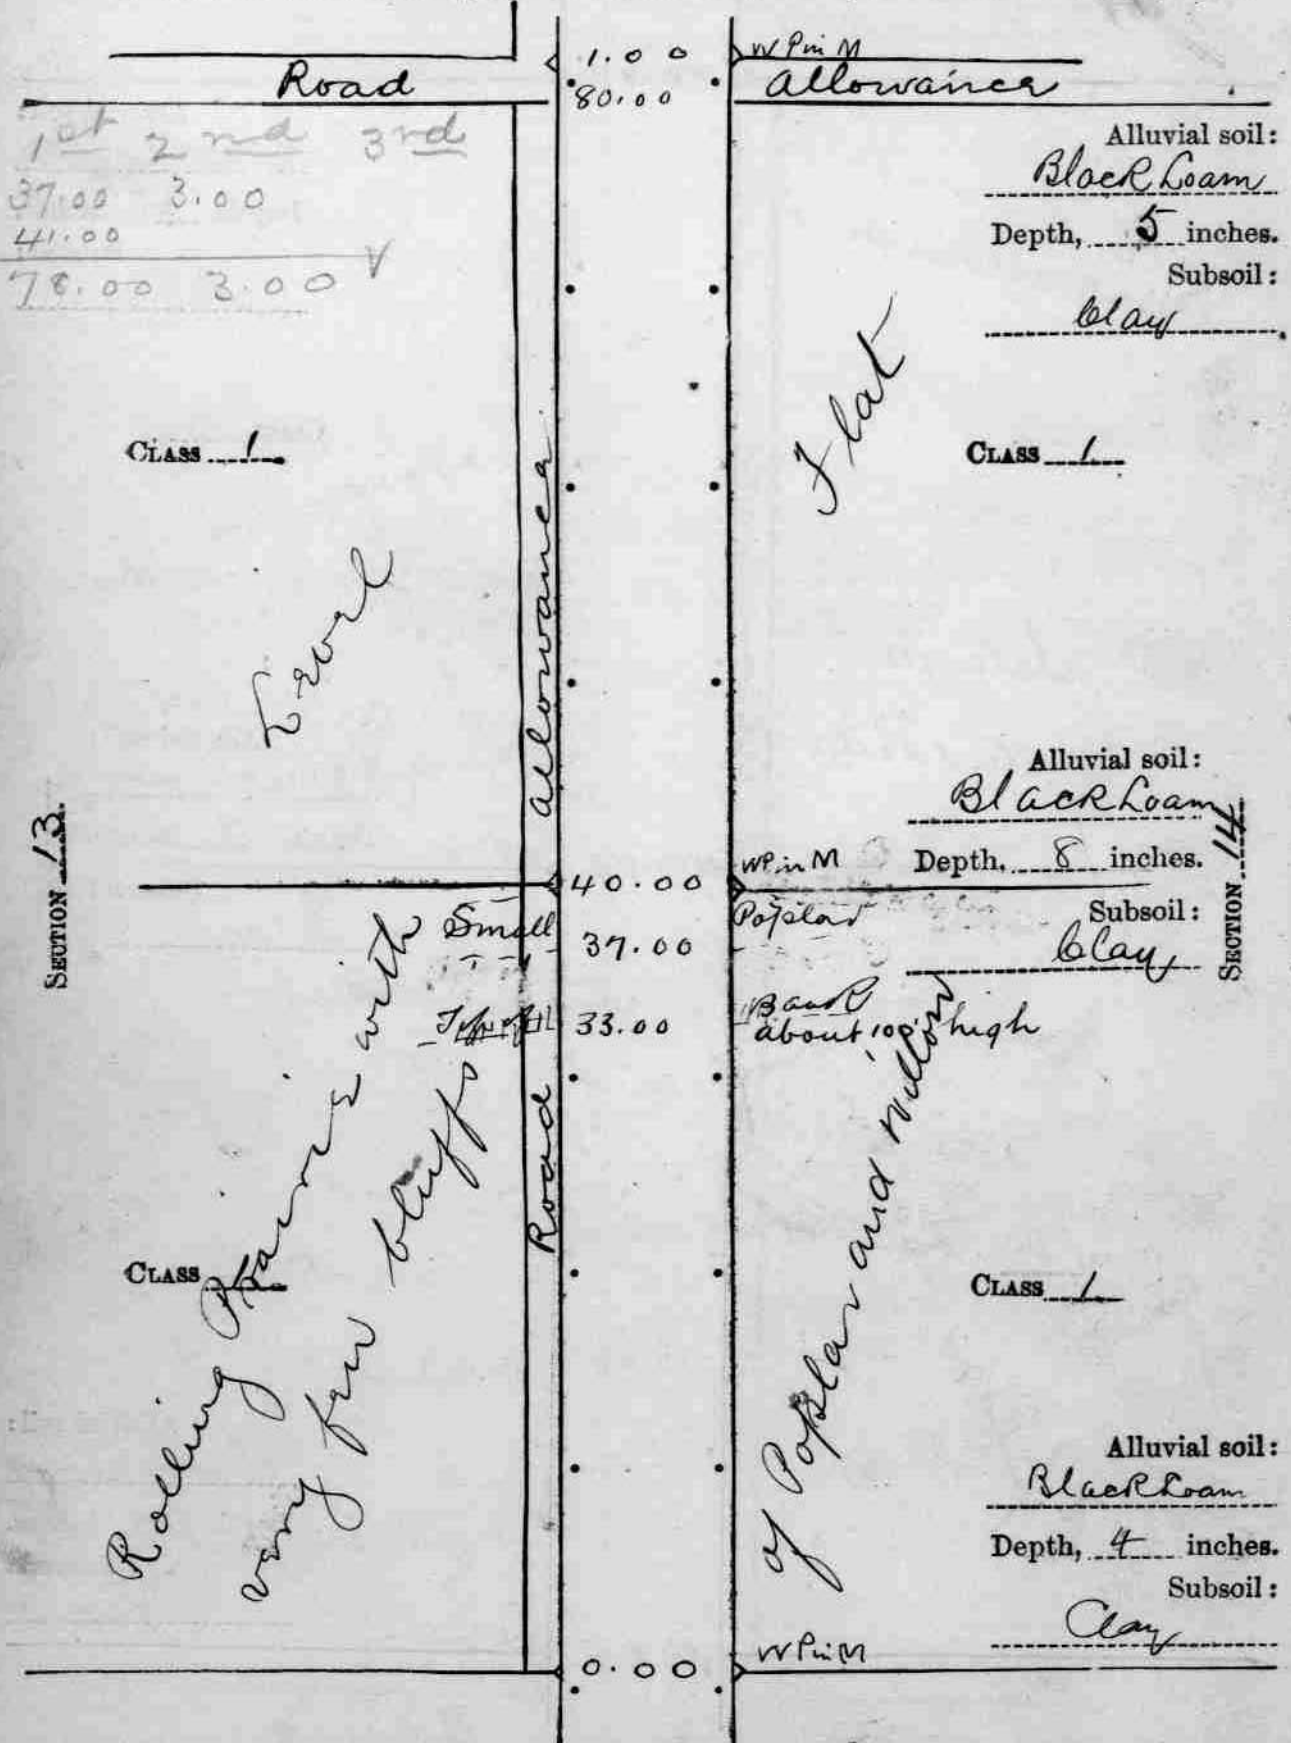 1.00 W P in M
Road Allowance
80.00
1st 2nd 3rd
37.00 3.00
41.00
78.00 3.00 √
Alluvial soil:
Black Loam
Depth, 5 inches.
Subsoil:
Clay
CLASS 1
Flat
CLASS 1
Level
Allowance
SECTION 13.
Alluvial soil:
Black Loam
Depth, 8 inches.
Subsoil:
Clay
SECTION 14
W P in M
40.00
Small 37.00 Poplar
33.00 Bank
about 100' high
Road
Rolling Prairie with
very few bluffs
of Poplar and Willow
CLASS 1
CLASS 1
Alluvial soil:
Black Loam
Depth, 4 inches.
Subsoil:
Clay
0.00 W P in M